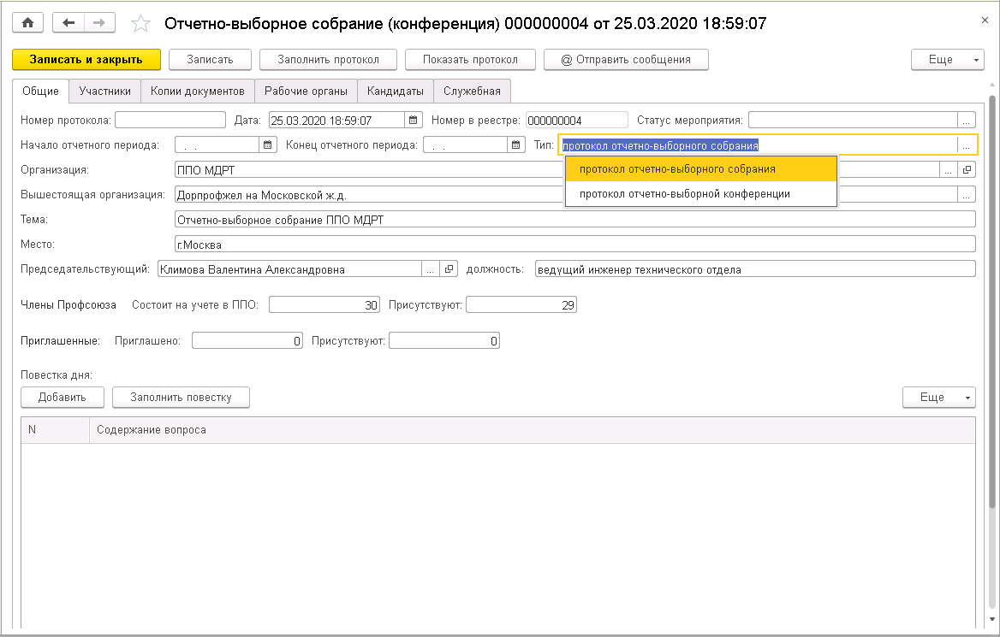 Отчетно-выборное собрание (конференция) 000000004 от 25.03.2020 18:59:07
Записать и закрыть Записать Заполнить протокол Показать протокол @ Отправить сообщения Еще
Общие Участники Копии документов Рабочие органы Кандидаты Служебная
Номер протокола: Дата: 25.03.2020 18:59:07 Номер в реестре: 000000004 Статус мероприятия: ...
Начало отчетного периода: . . Конец отчетного периода: . . Тип: протокол отчетно-выборного собрания ...
протокол отчетно-выборного собрания
протокол отчетно-выборной конференции
Организация: ППО МДРТ ...
Вышестоящая организация: Дорпрофжел на Московской ж.д. ...
Тема: Отчетно-выборное собрание ППО МДРТ
Место: г.Москва
Председательствующий: Климова Валентина Александровна ... должность: ведущий инженер технического отдела
Члены Профсоюза Состоит на учете в ППО: 30 Присутствуют: 29
Приглашенные: Приглашено: 0 Присутствуют: 0
Повестка дня:
Добавить Заполнить повестку Еще
N Содержание вопроса